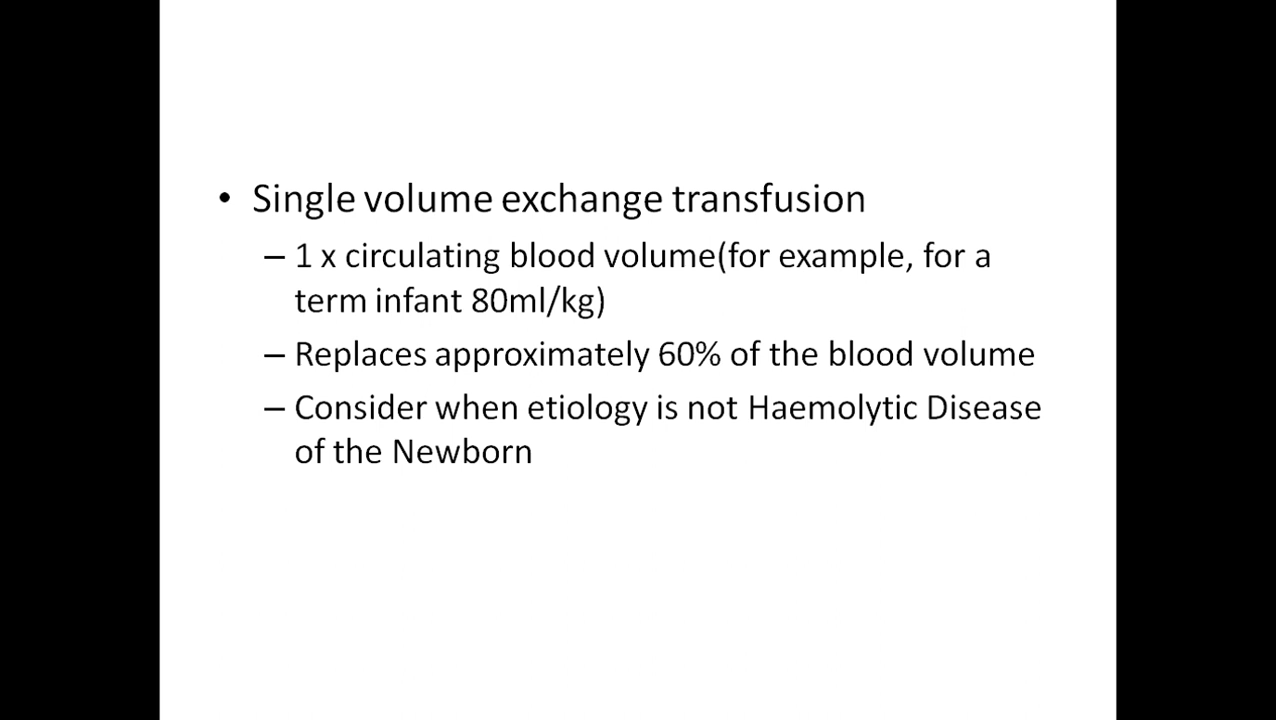 • Single volume exchange transfusion
– 1 x circulating blood volume(for example, for a
term infant 80ml/kg)
– Replaces approximately 60% of the blood volume
– Consider when etiology is not Haemolytic Disease
of the Newborn